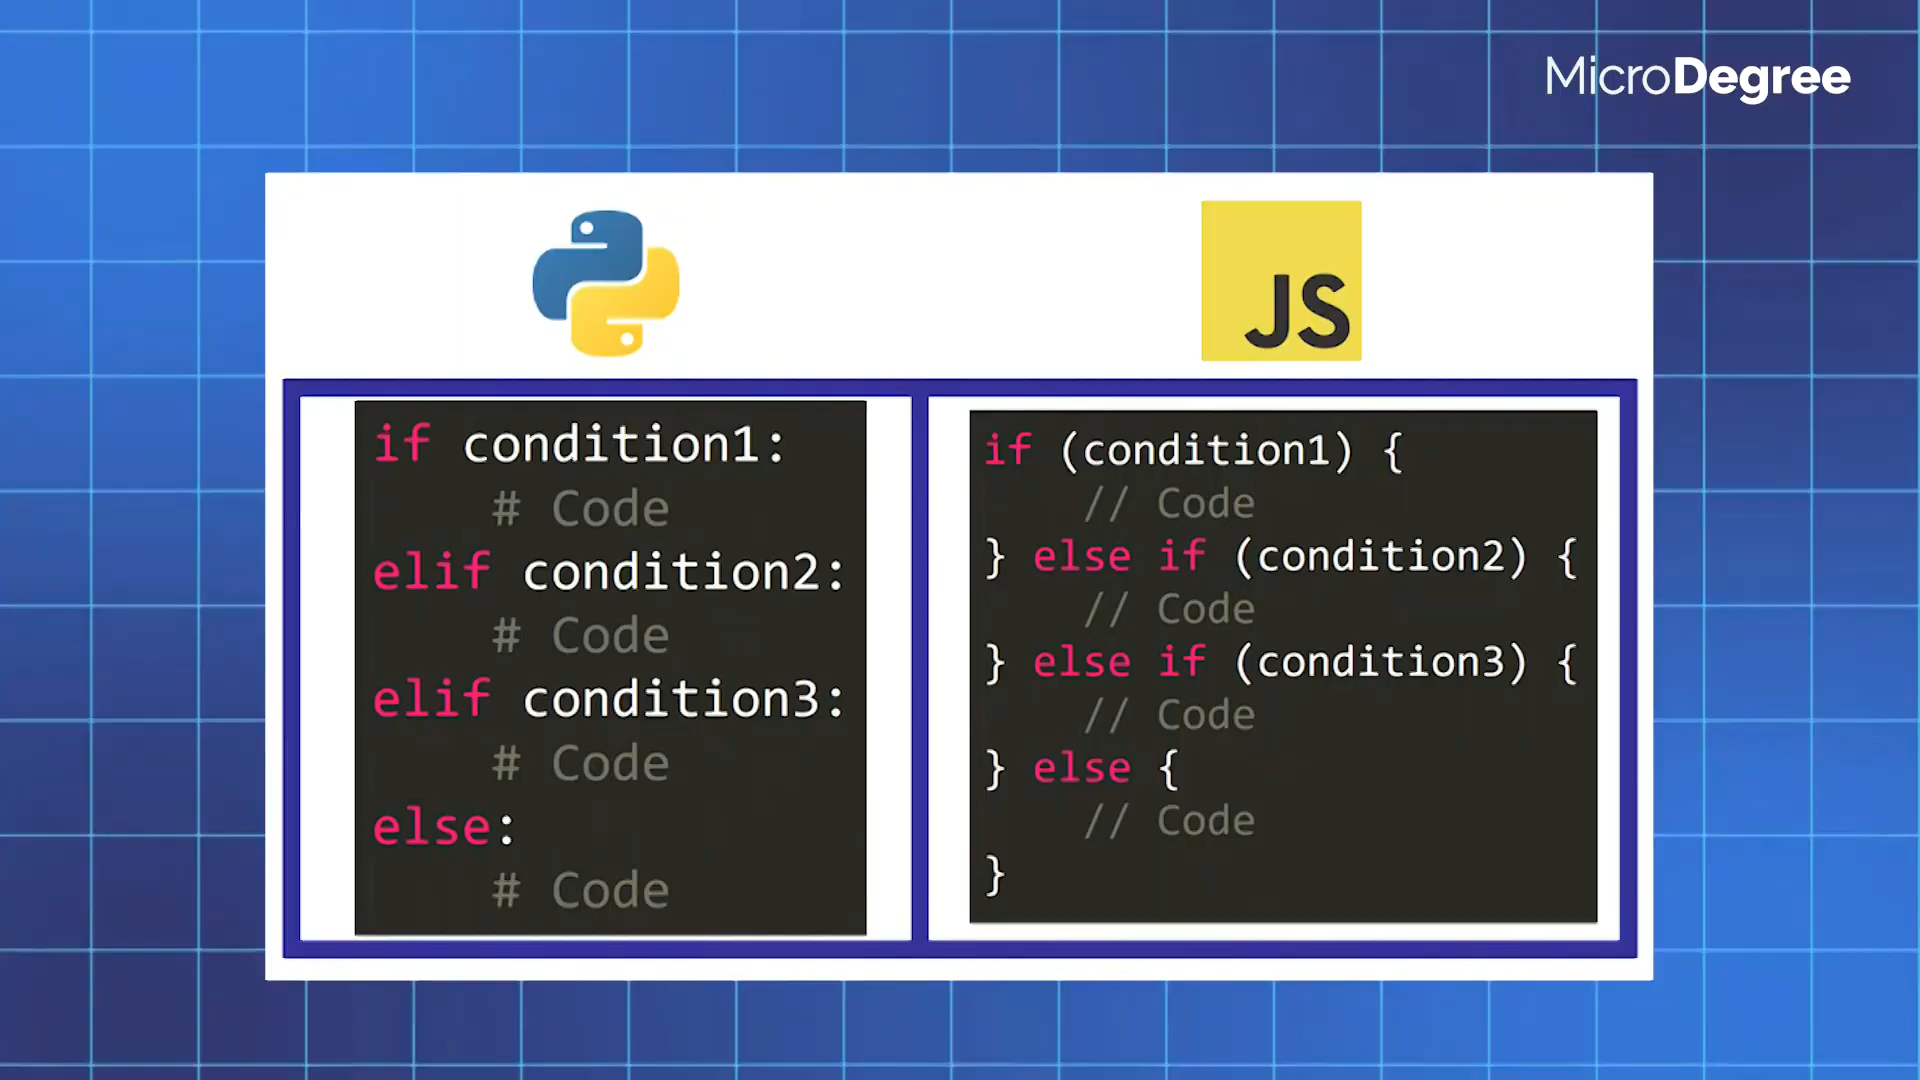 MicroDegree
JS
if condition1:
    # Code
elif condition2:
    # Code
elif condition3:
    # Code
else:
    # Code
if (condition1) {
    // Code
} else if (condition2) {
    // Code
} else if (condition3) {
    // Code
} else {
    // Code
}